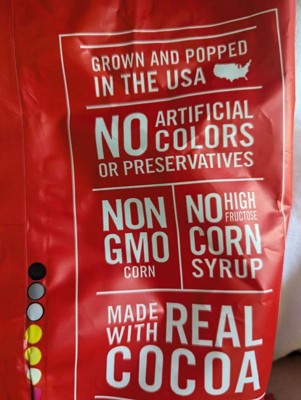 GROWN AND POPPED
IN THE USA
NO ARTIFICIAL
COLORS
OR PRESERVATIVES
NON
GMO
CORN
NO HIGH
FRUCTOSE
CORN
SYRUP
MADE
WITH REAL
COCOA